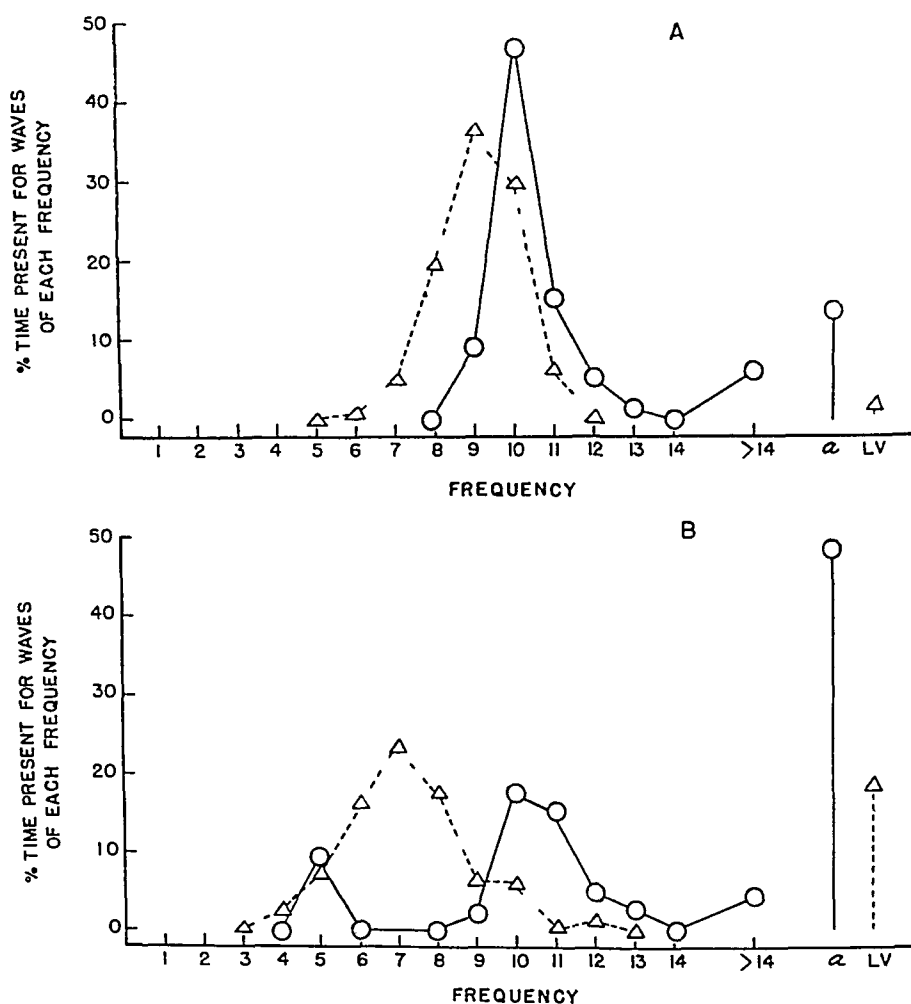 A
50
40
30
20
10
0
% TIME PRESENT FOR WAVES
OF EACH FREQUENCY
1 2 3 4 5 6 7 8 9 10 11 12 13 14 >14 a LV
FREQUENCY
B
50
40
30
20
10
0
% TIME PRESENT FOR WAVES
OF EACH FREQUENCY
1 2 3 4 5 6 7 8 9 10 11 12 13 14 >14 a LV
FREQUENCY